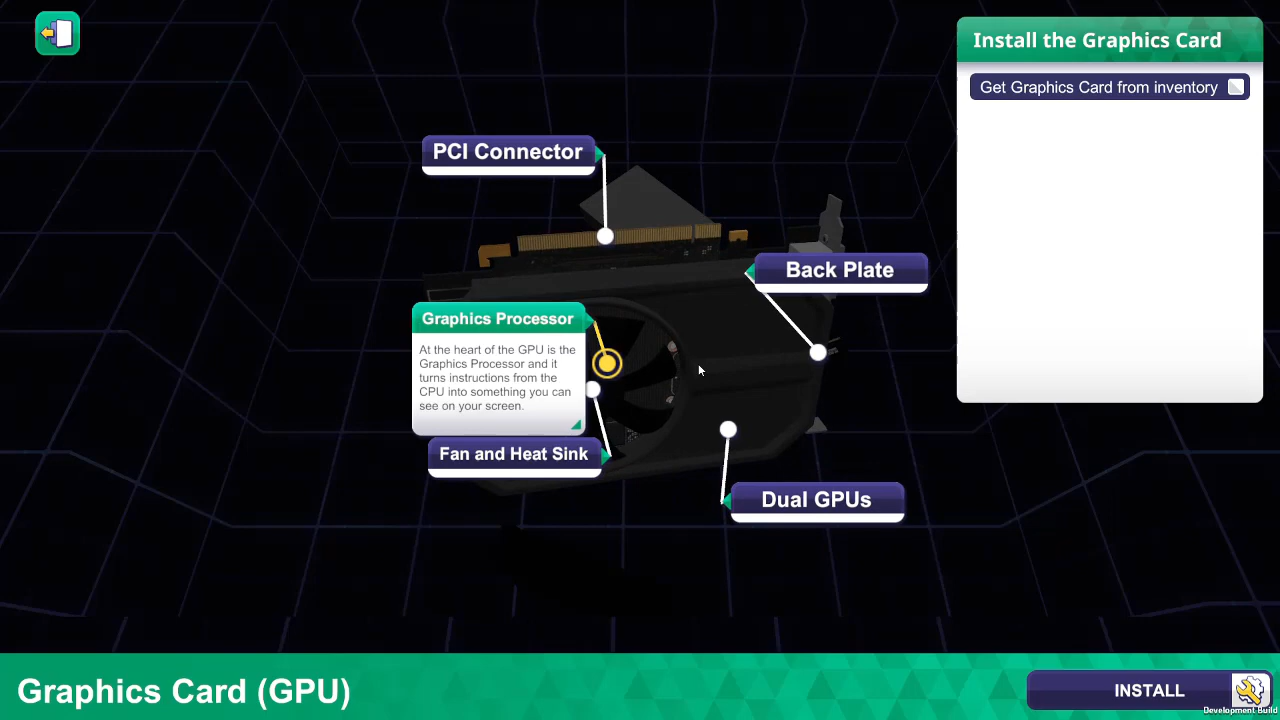 Install the Graphics Card
Get Graphics Card from inventory
PCI Connector
Back Plate
Graphics Processor
At the heart of the GPU is the
Graphics Processor and it
turns instructions from the
CPU into something you can
see on your screen.
Fan and Heat Sink
Dual GPUs
Graphics Card (GPU)
INSTALL
Development Build